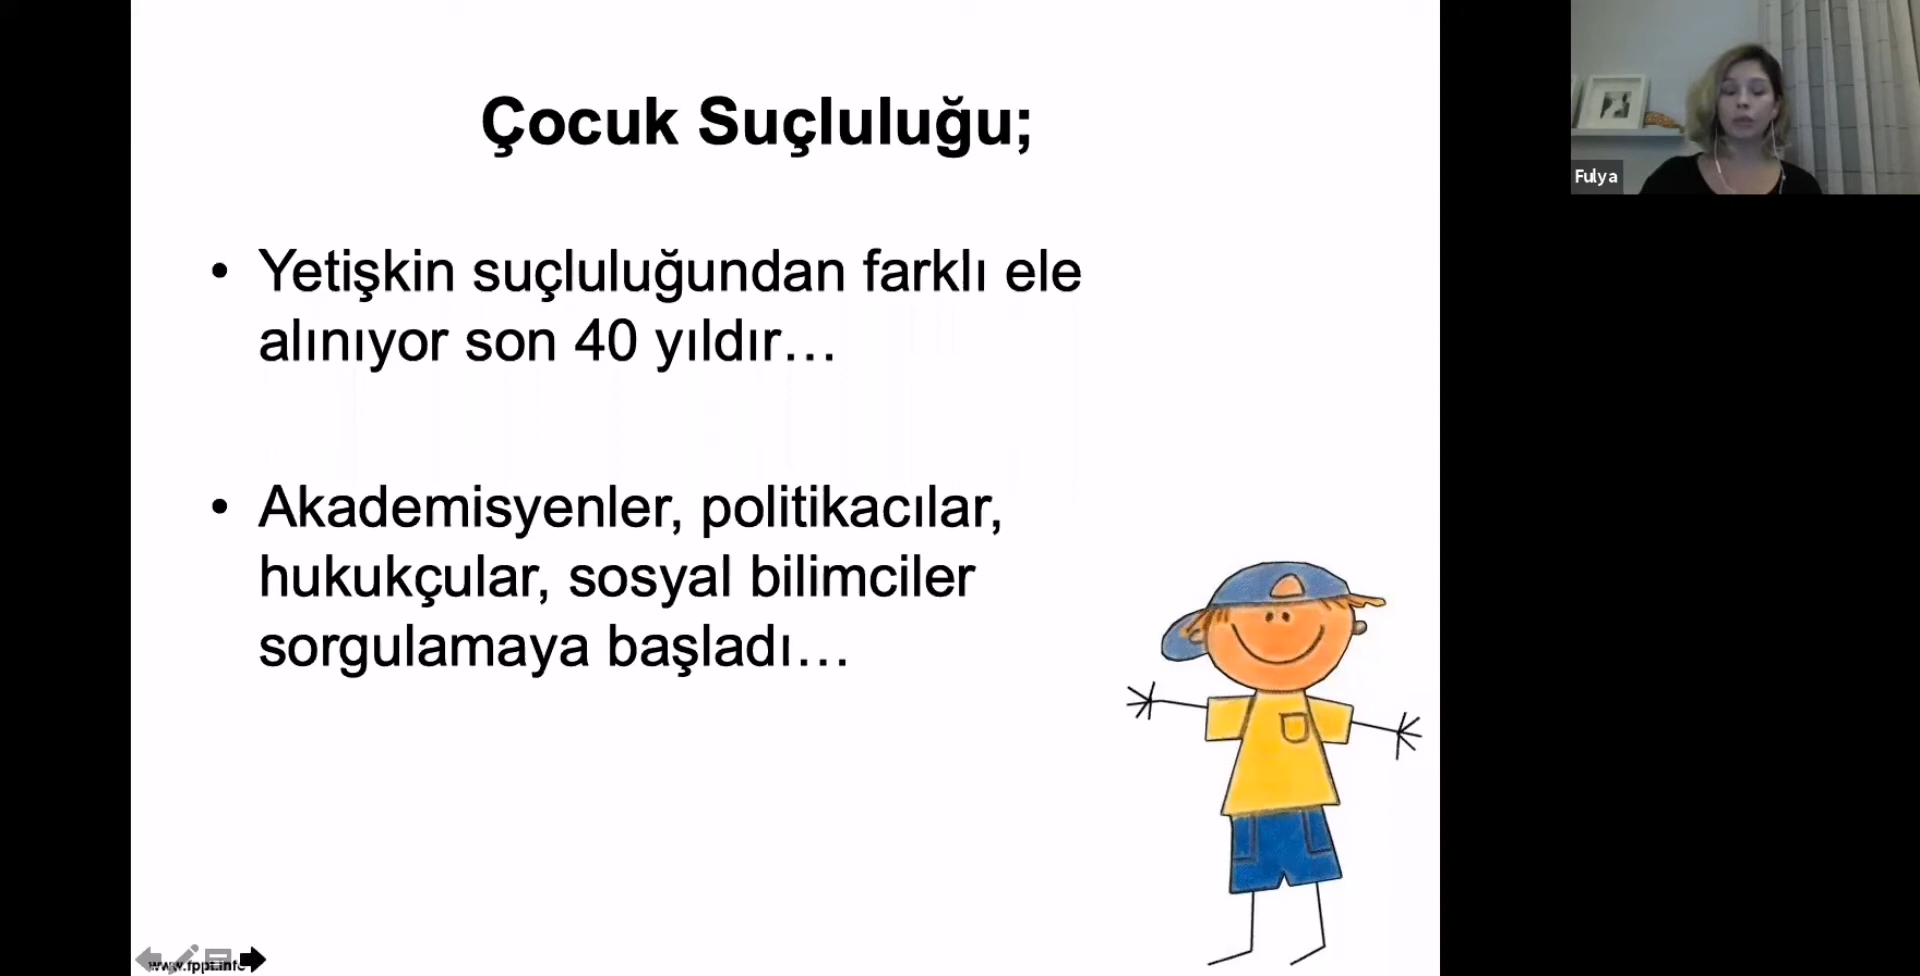 Çocuk Suçluluğu;
• Yetişkin suçluluğundan farklı ele
alınıyor son 40 yıldır…
• Akademisyenler, politikacılar,
hukukçular, sosyal bilimciler
sorgulamaya başladı…
www.fppt.info
Fulya